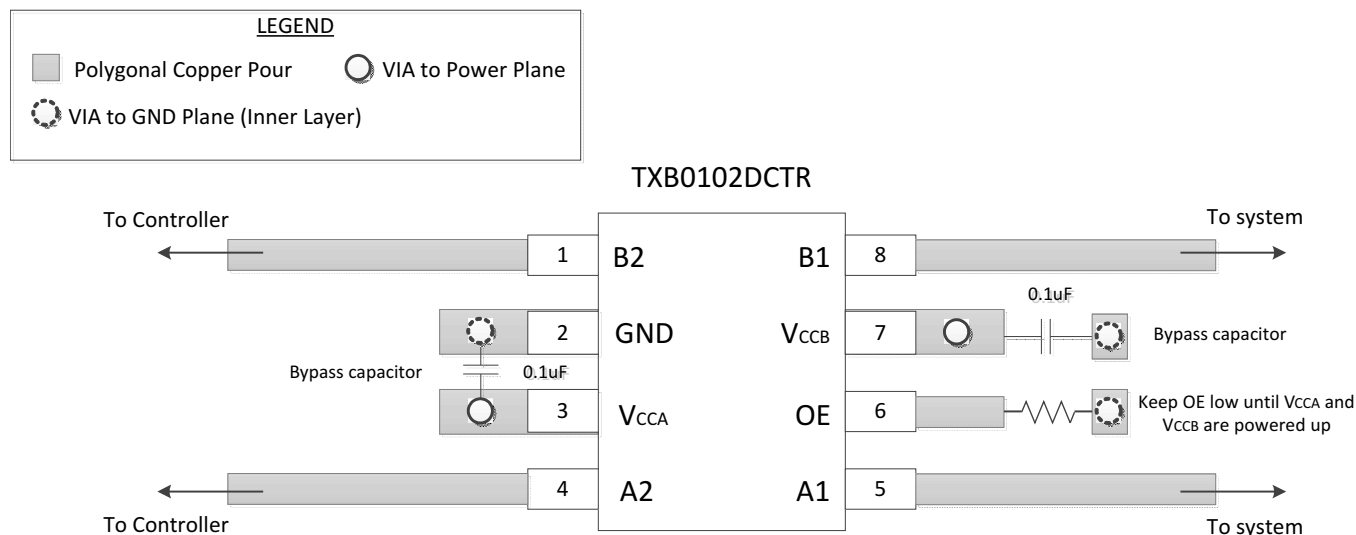 LEGEND
Polygonal Copper Pour
VIA to Power Plane
VIA to GND Plane (Inner Layer)
TXB0102DCTR
To Controller
To system
1
B2
B1
8
0.1uF
2
GND
VCCB
7
Bypass capacitor
Bypass capacitor
0.1uF
3
VCCA
OE
6
Keep OE low until VCCA and
VCCB are powered up
4
A2
A1
5
To Controller
To system